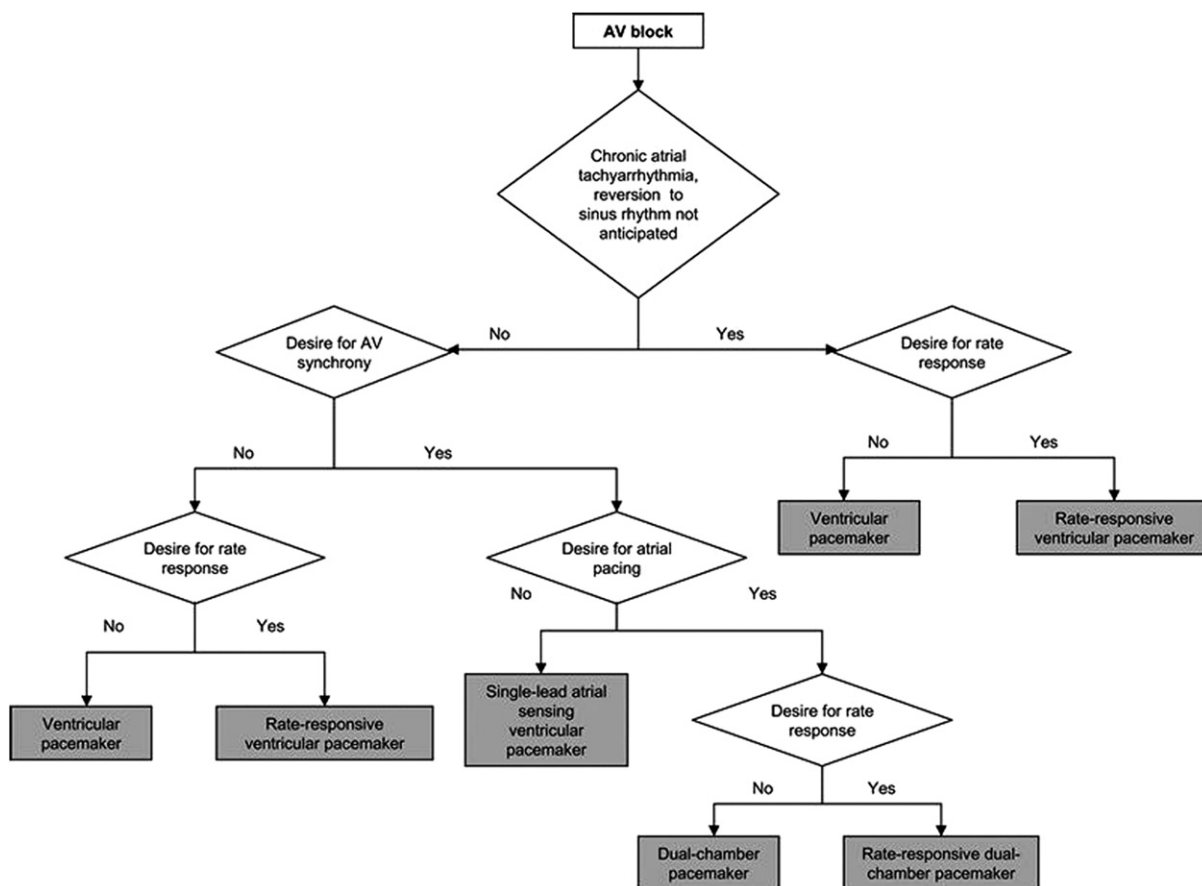 AV block
Chronic atrial
tachyarrhythmia,
reversion to
sinus rhythm not
anticipated
No
Yes
Desire for AV
synchrony
Desire for rate
response
No
Yes
No
Yes
Ventricular
pacemaker
Rate-responsive
ventricular pacemaker
Desire for rate
response
Desire for atrial
pacing
No
Yes
No
Yes
Ventricular
pacemaker
Rate-responsive
ventricular pacemaker
Single-lead atrial
sensing
ventricular
pacemaker
Desire for rate
response
No
Yes
Dual-chamber
pacemaker
Rate-responsive dual-
chamber pacemaker